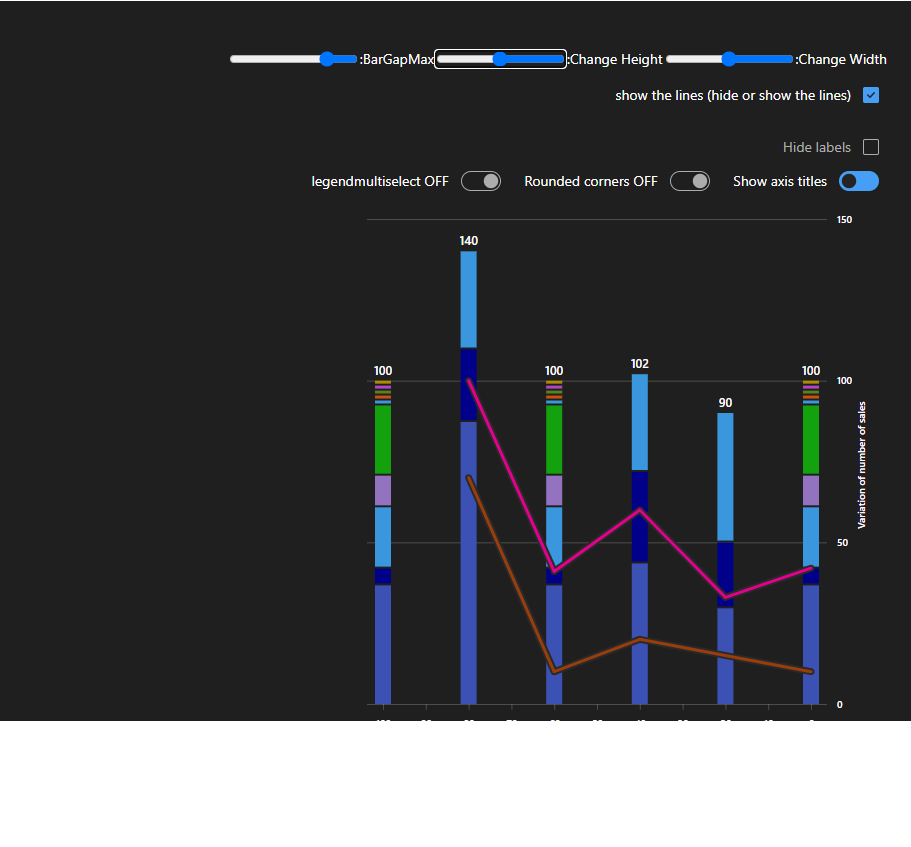 :BarGapMax :Change Height :Change Width
show the lines (hide or show the lines)
Hide labels
legendmultiselect OFF Rounded corners OFF Show axis titles
150
140
102
100 100 100
100
90
Variation of number of sales
50
0